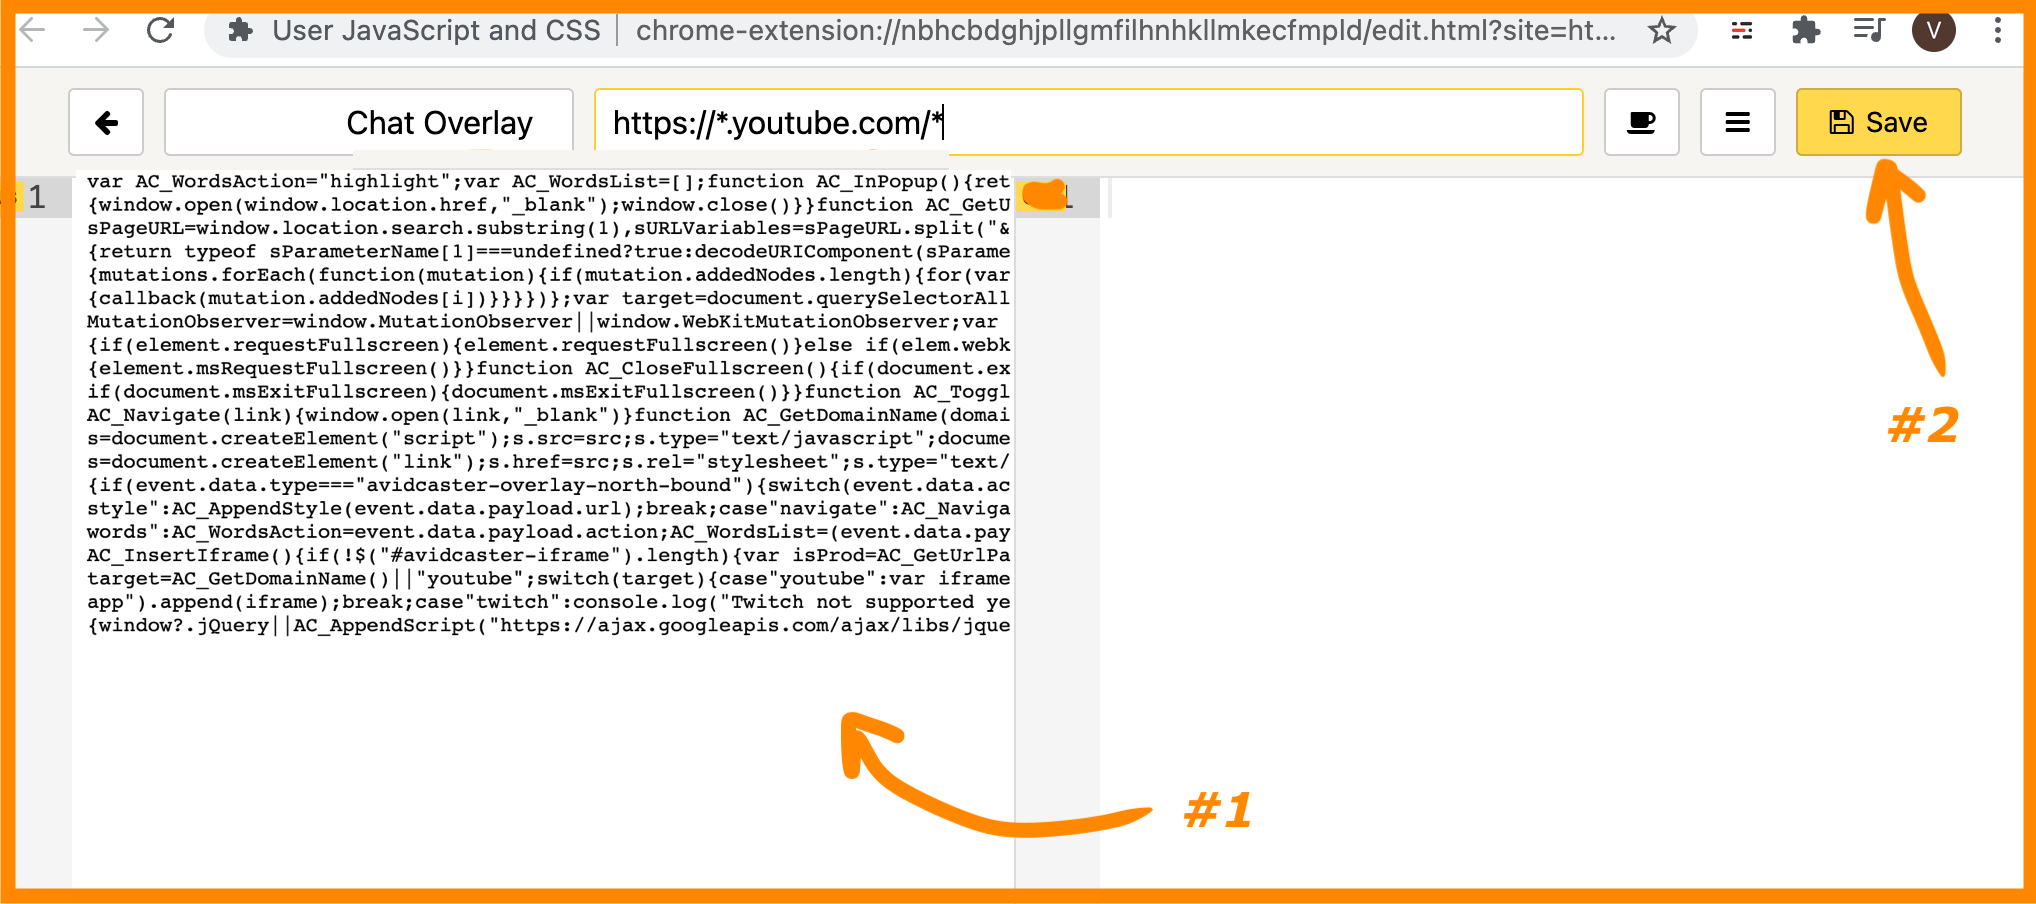 User JavaScript and CSS chrome-extension://nbhcbdghjpllgmfilhnhkllmkecfmpld/edit.html?site=ht... V
Chat Overlay https://*.youtube.com/* Save
1
var AC_WordsAction="highlight";var AC_WordsList=[];function AC_InPopup(){ret
{window.open(window.location.href,"_blank");window.close()}}function AC_GetU
sPageURL=window.location.search.substring(1),sURLVariables=sPageURL.split("&
{return typeof sParameterName[1]===undefined?true:decodeURIComponent(sParame
{mutations.forEach(function(mutation){if(mutation.addedNodes.length){for(var
{callback(mutation.addedNodes[i])}}}})};var target=document.querySelectorAll
MutationObserver=window.MutationObserver||window.WebKitMutationObserver;var
{if(element.requestFullscreen){element.requestFullscreen()}else if(elem.webk
{element.msRequestFullscreen()}}function AC_CloseFullscreen(){if(document.ex
if(document.msExitFullscreen){document.msExitFullscreen()}}function AC_Toggl
AC_Navigate(link){window.open(link,"_blank")}function AC_GetDomainName(domai
s=document.createElement("script");s.src=src;s.type="text/javascript";docume
s=document.createElement("link");s.href=src;s.rel="stylesheet";s.type="text/
{if(event.data.type==="avidcaster-overlay-north-bound"){switch(event.data.ac
style":AC_AppendStyle(event.data.payload.url);break;case"navigate":AC_Naviga
words":AC_WordsAction=event.data.payload.action;AC_WordsList=(event.data.pay
AC_InsertIframe(){if(!$("#avidcaster-iframe").length){var isProd=AC_GetUrlPa
target=AC_GetDomainName()||"youtube";switch(target){case"youtube":var iframe
app").append(iframe);break;case"twitch":console.log("Twitch not supported ye
{window?.jQuery||AC_AppendScript("https://ajax.googleapis.com/ajax/libs/jque
#2
#1